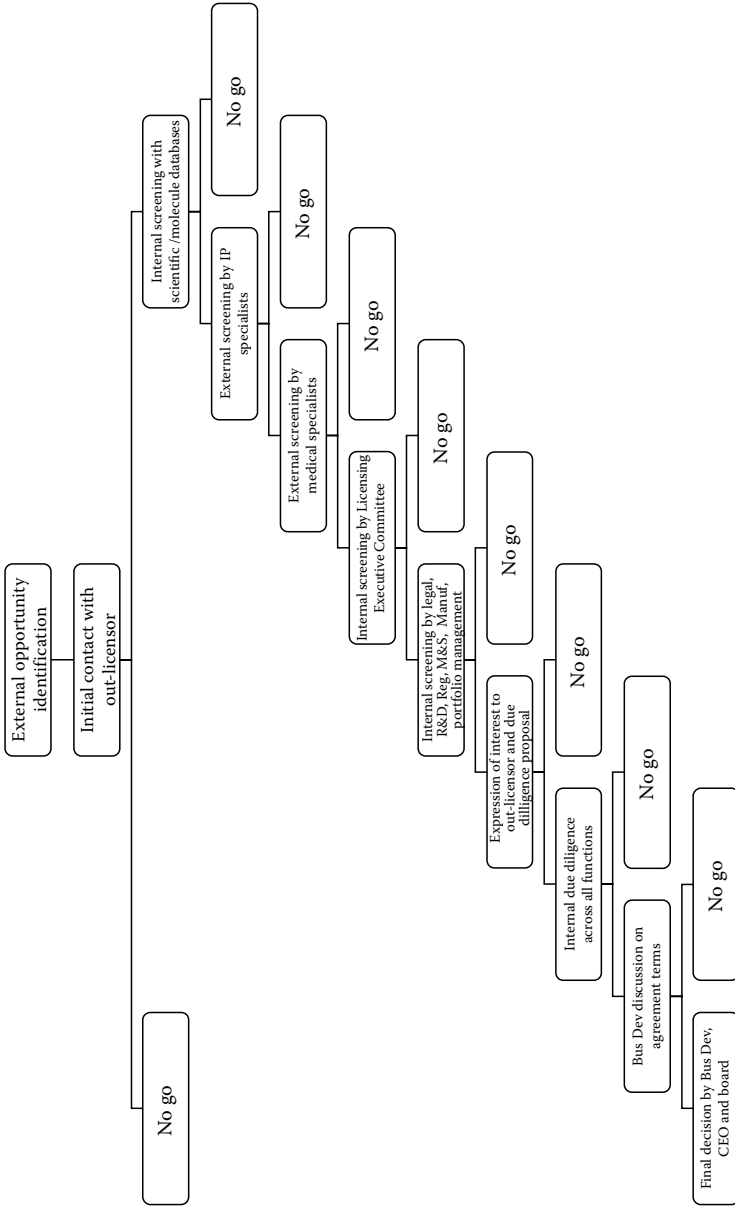 External opportunity
identification
Initial contact with
out-licensor
No go
Internal screening with
scientific /molecule databases
External screening by IP
specialists
No go
External screening by
medical specialists
No go
Internal screening by Licensing
Executive Committee
No go
Internal screening by legal,
R&D, Reg, M&S, Manuf,
portfolio management
No go
Expression of interest to
out-licensor and due
dilligence proposal
No go
Internal due diligence
across all functions
No go
Bus Dev discussion on
agreement terms
No go
Final decision by Bus Dev,
CEO and board
No go